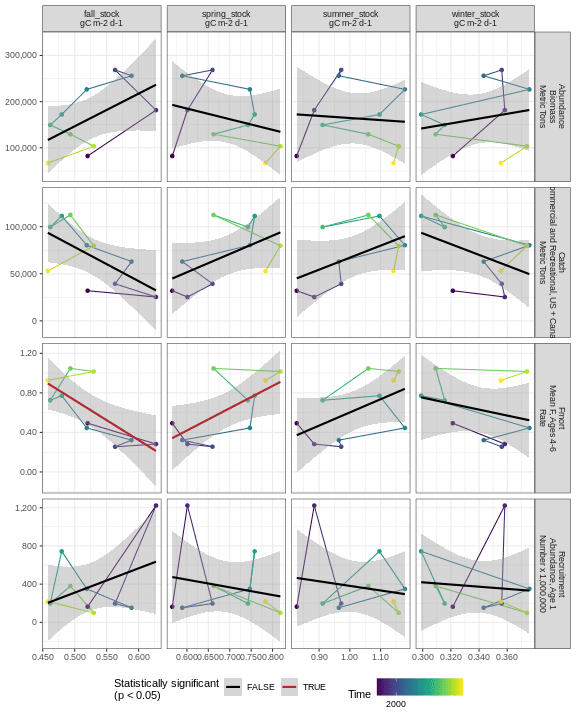 fall_stock
gC m-2 d-1
spring_stock
gC m-2 d-1
summer_stock
gC m-2 d-1
winter_stock
gC m-2 d-1
300,000
200,000
100,000
Abundance
Biomass
Metric Tons
100,000
50,000
0
Catch
ommercial and Recreational, US + Cana
Metric Tons
1.20
0.80
0.40
0.00
Fmort
Mean F, Ages 4-6
Rate
1,200
800
400
0
Recruitment
Abundance, Age 1
Number x 1,000,000
0.450 0.500 0.550 0.600
0.600 0.650 0.700 0.750 0.800
0.90 1.00 1.10
0.300 0.320 0.340 0.360
Statistically significant
(p < 0.05)
FALSE
TRUE
Time
2000